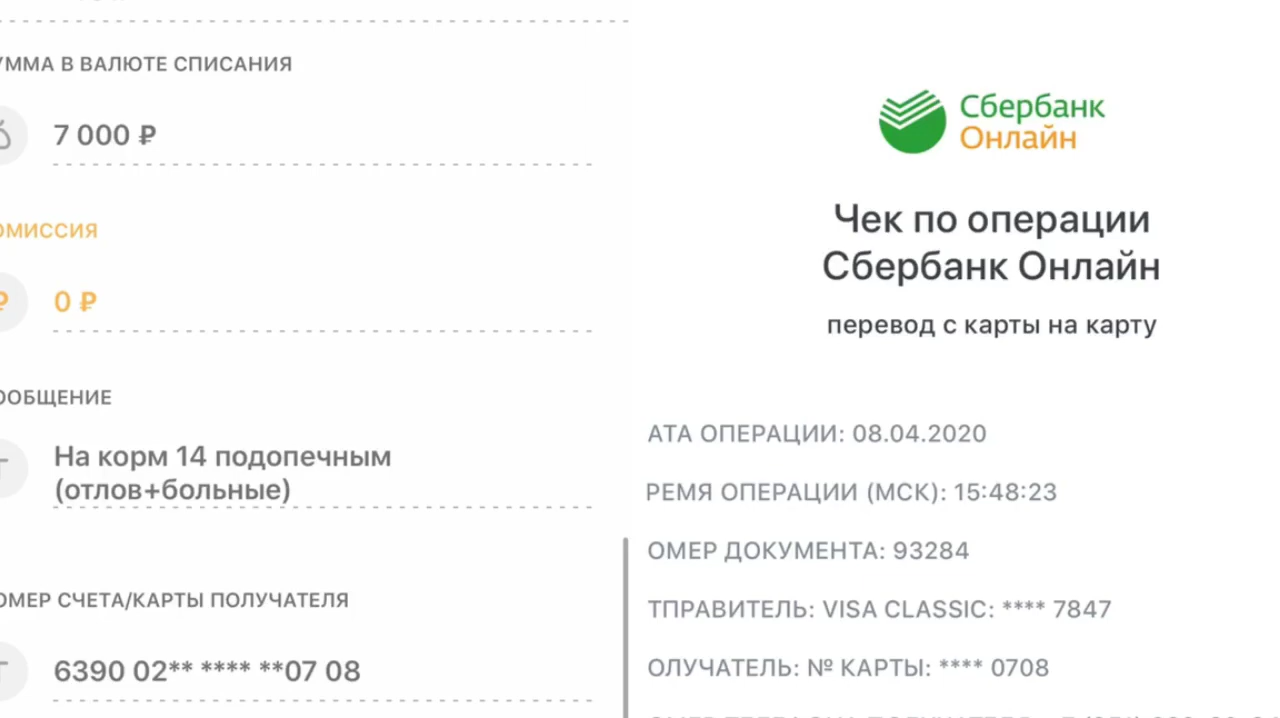 УММА В ВАЛЮТЕ СПИСАНИЯ
7 000 ₽
ОМИССИЯ
0 ₽
ООБЩЕНИЕ
На корм 14 подопечным
(отлов+больные)
ОМЕР СЧЕТА/КАРТЫ ПОЛУЧАТЕЛЯ
6390 02** **** **07 08
Сбербанк
Онлайн
Чек по операции
Сбербанк Онлайн
перевод с карты на карту
АТА ОПЕРАЦИИ: 08.04.2020
РЕМЯ ОПЕРАЦИИ (МСК): 15:48:23
ОМЕР ДОКУМЕНТА: 93284
ТПРАВИТЕЛЬ: VISA CLASSIC: **** 7847
ОЛУЧАТЕЛЬ: № КАРТЫ: **** 0708